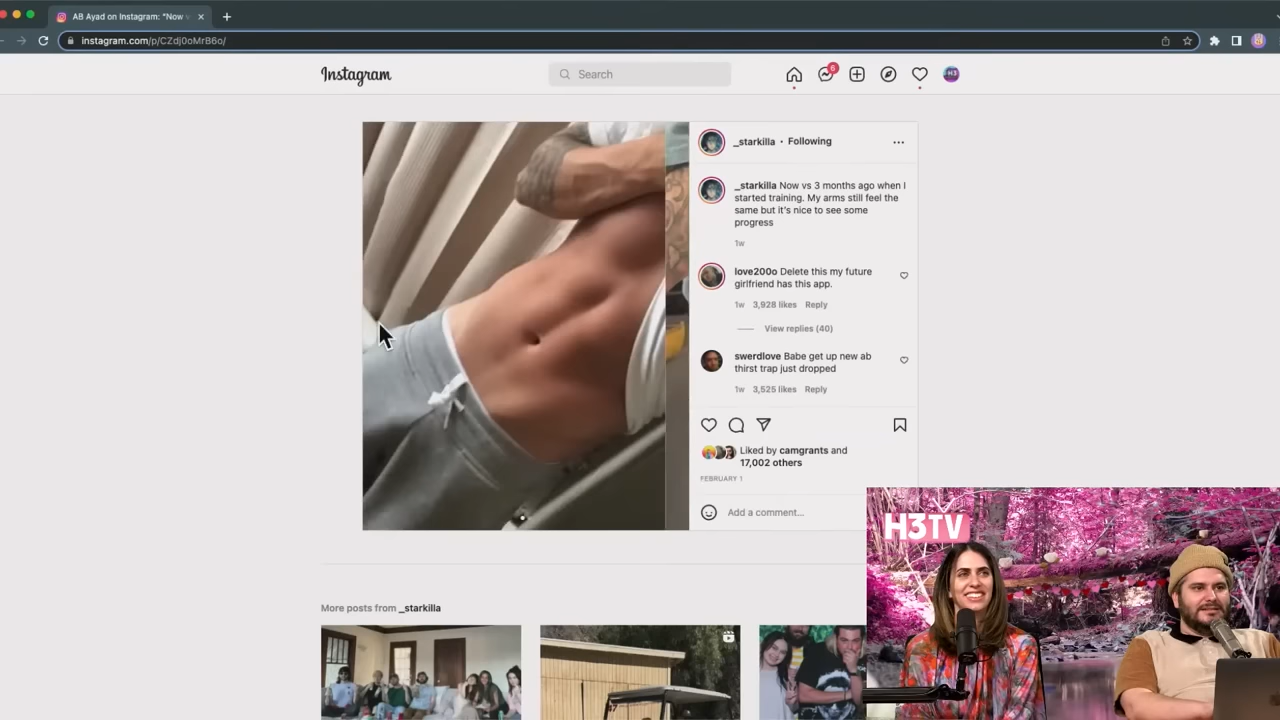 AB Ayad on Instagram: "Now v
instagram.com/p/CZdj0oMrB6o/
Instagram
Search
6
H3
_starkilla • Following
_starkilla Now vs 3 months ago when I
started training. My arms still feel the
same but it's nice to see some
progress
1w
love200o Delete this my future
girlfriend has this app.
1w 3,928 likes Reply
View replies (40)
swerdlove Babe get up new ab
thirst trap just dropped
1w 3,525 likes Reply
Liked by camgrants and
17,002 others
FEBRUARY 1
Add a comment...
H3TV
More posts from _starkilla